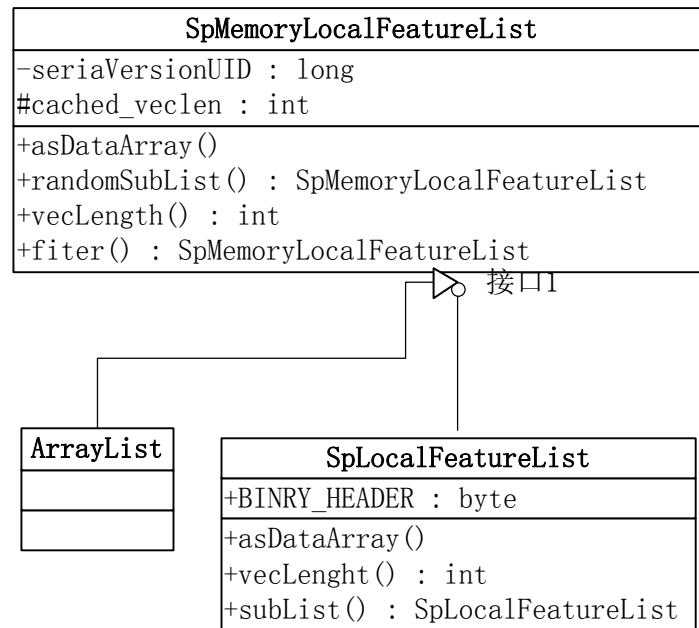 SpMemoryLocalFeatureList
-seriaVersionUID : long
#cached_veclen : int
+asDataArray()
+randomSubList() : SpMemoryLocalFeatureList
+vecLength() : int
+fiter() : SpMemoryLocalFeatureList
接口1
ArrayList
SpLocalFeatureList
+BINRY_HEADER : byte
+asDataArray()
+vecLenght() : int
+subList() : SpLocalFeatureList